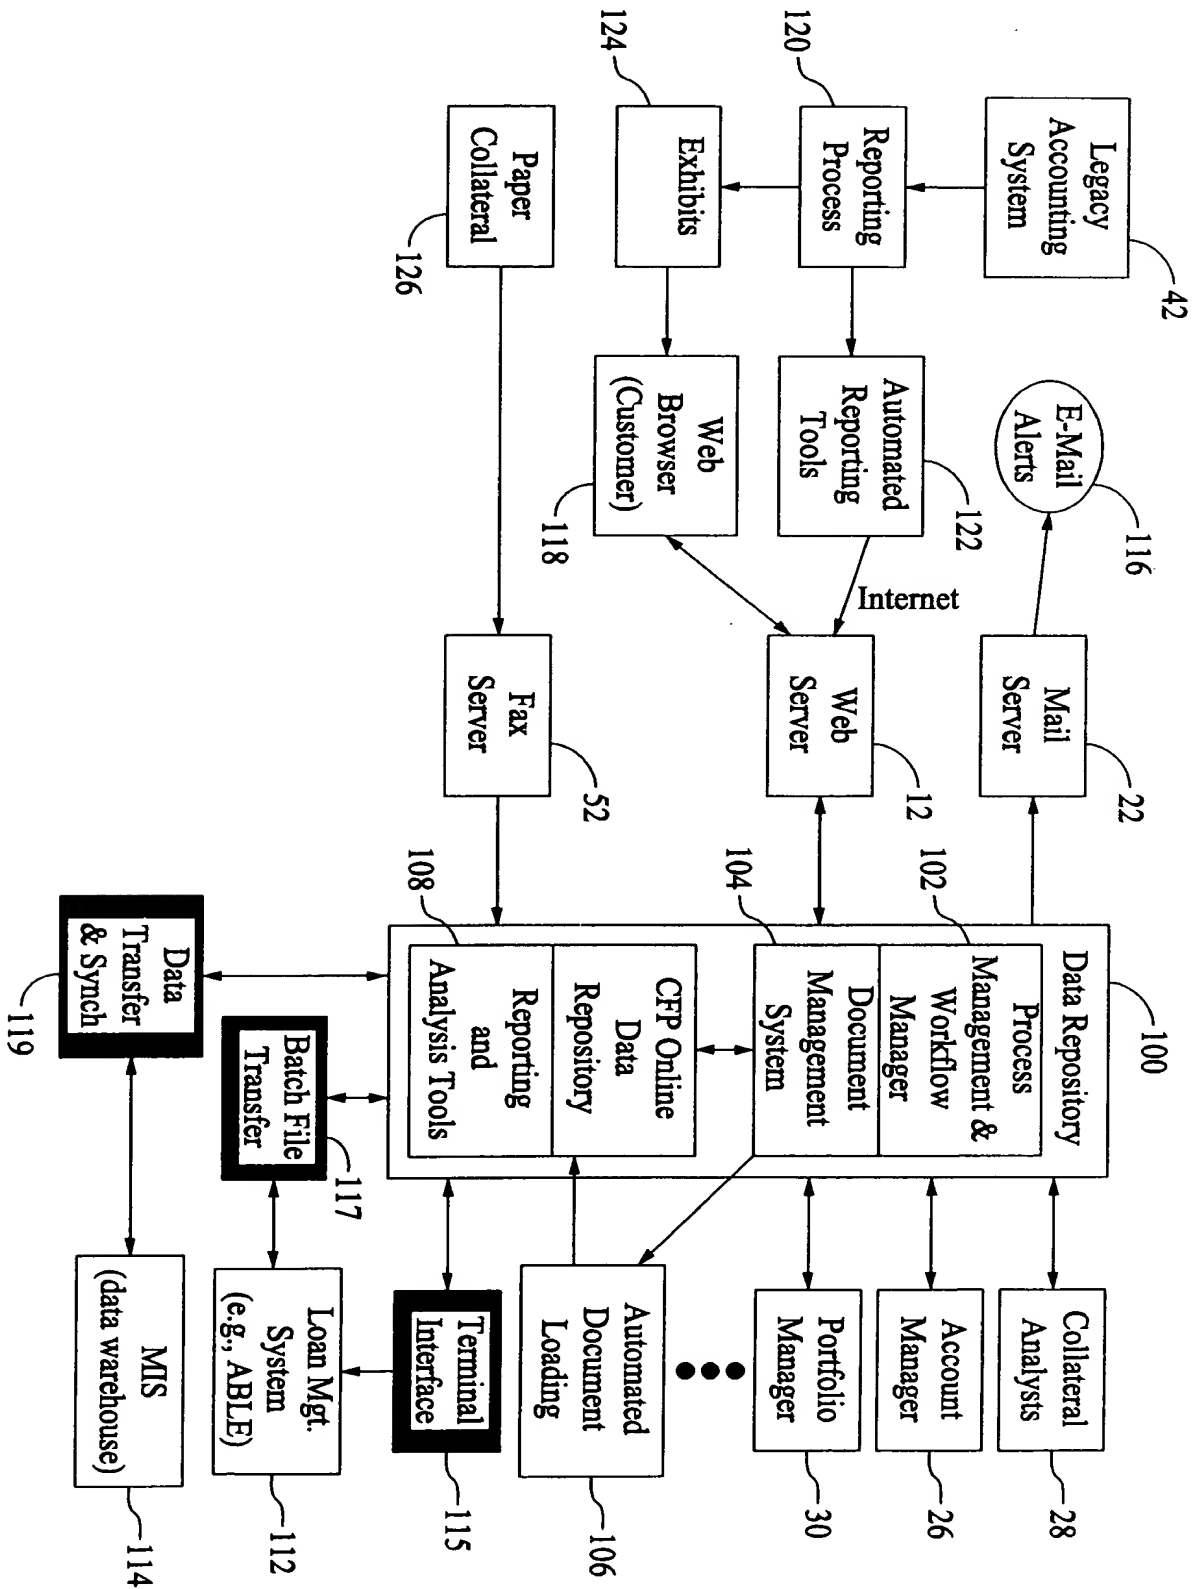 Legacy
Accounting
System
42
120
Reporting
Process
124
Exhibits
Paper
Collateral
126
E-Mail
Alerts
116
Automated
Reporting
Tools
122
Web
Browser
(Customer)
118
Internet
Mail
Server
22
Web
Server
12
Fax
Server
52
Data Repository
100
102
Process
Management &
Workflow
Manager
104
Document
Management
System
CFP Online
Data
Repository
108
Reporting
and
Analysis Tools
Data
Transfer
& Synch
119
Batch File
Transfer
117
Collateral
Analysts
28
Account
Manager
26
Portfolio
Manager
30
Automated
Document
Loading
106
Terminal
Interface
115
Loan Mgt.
System
(e.g., ABLE)
112
MIS
(data warehouse)
114